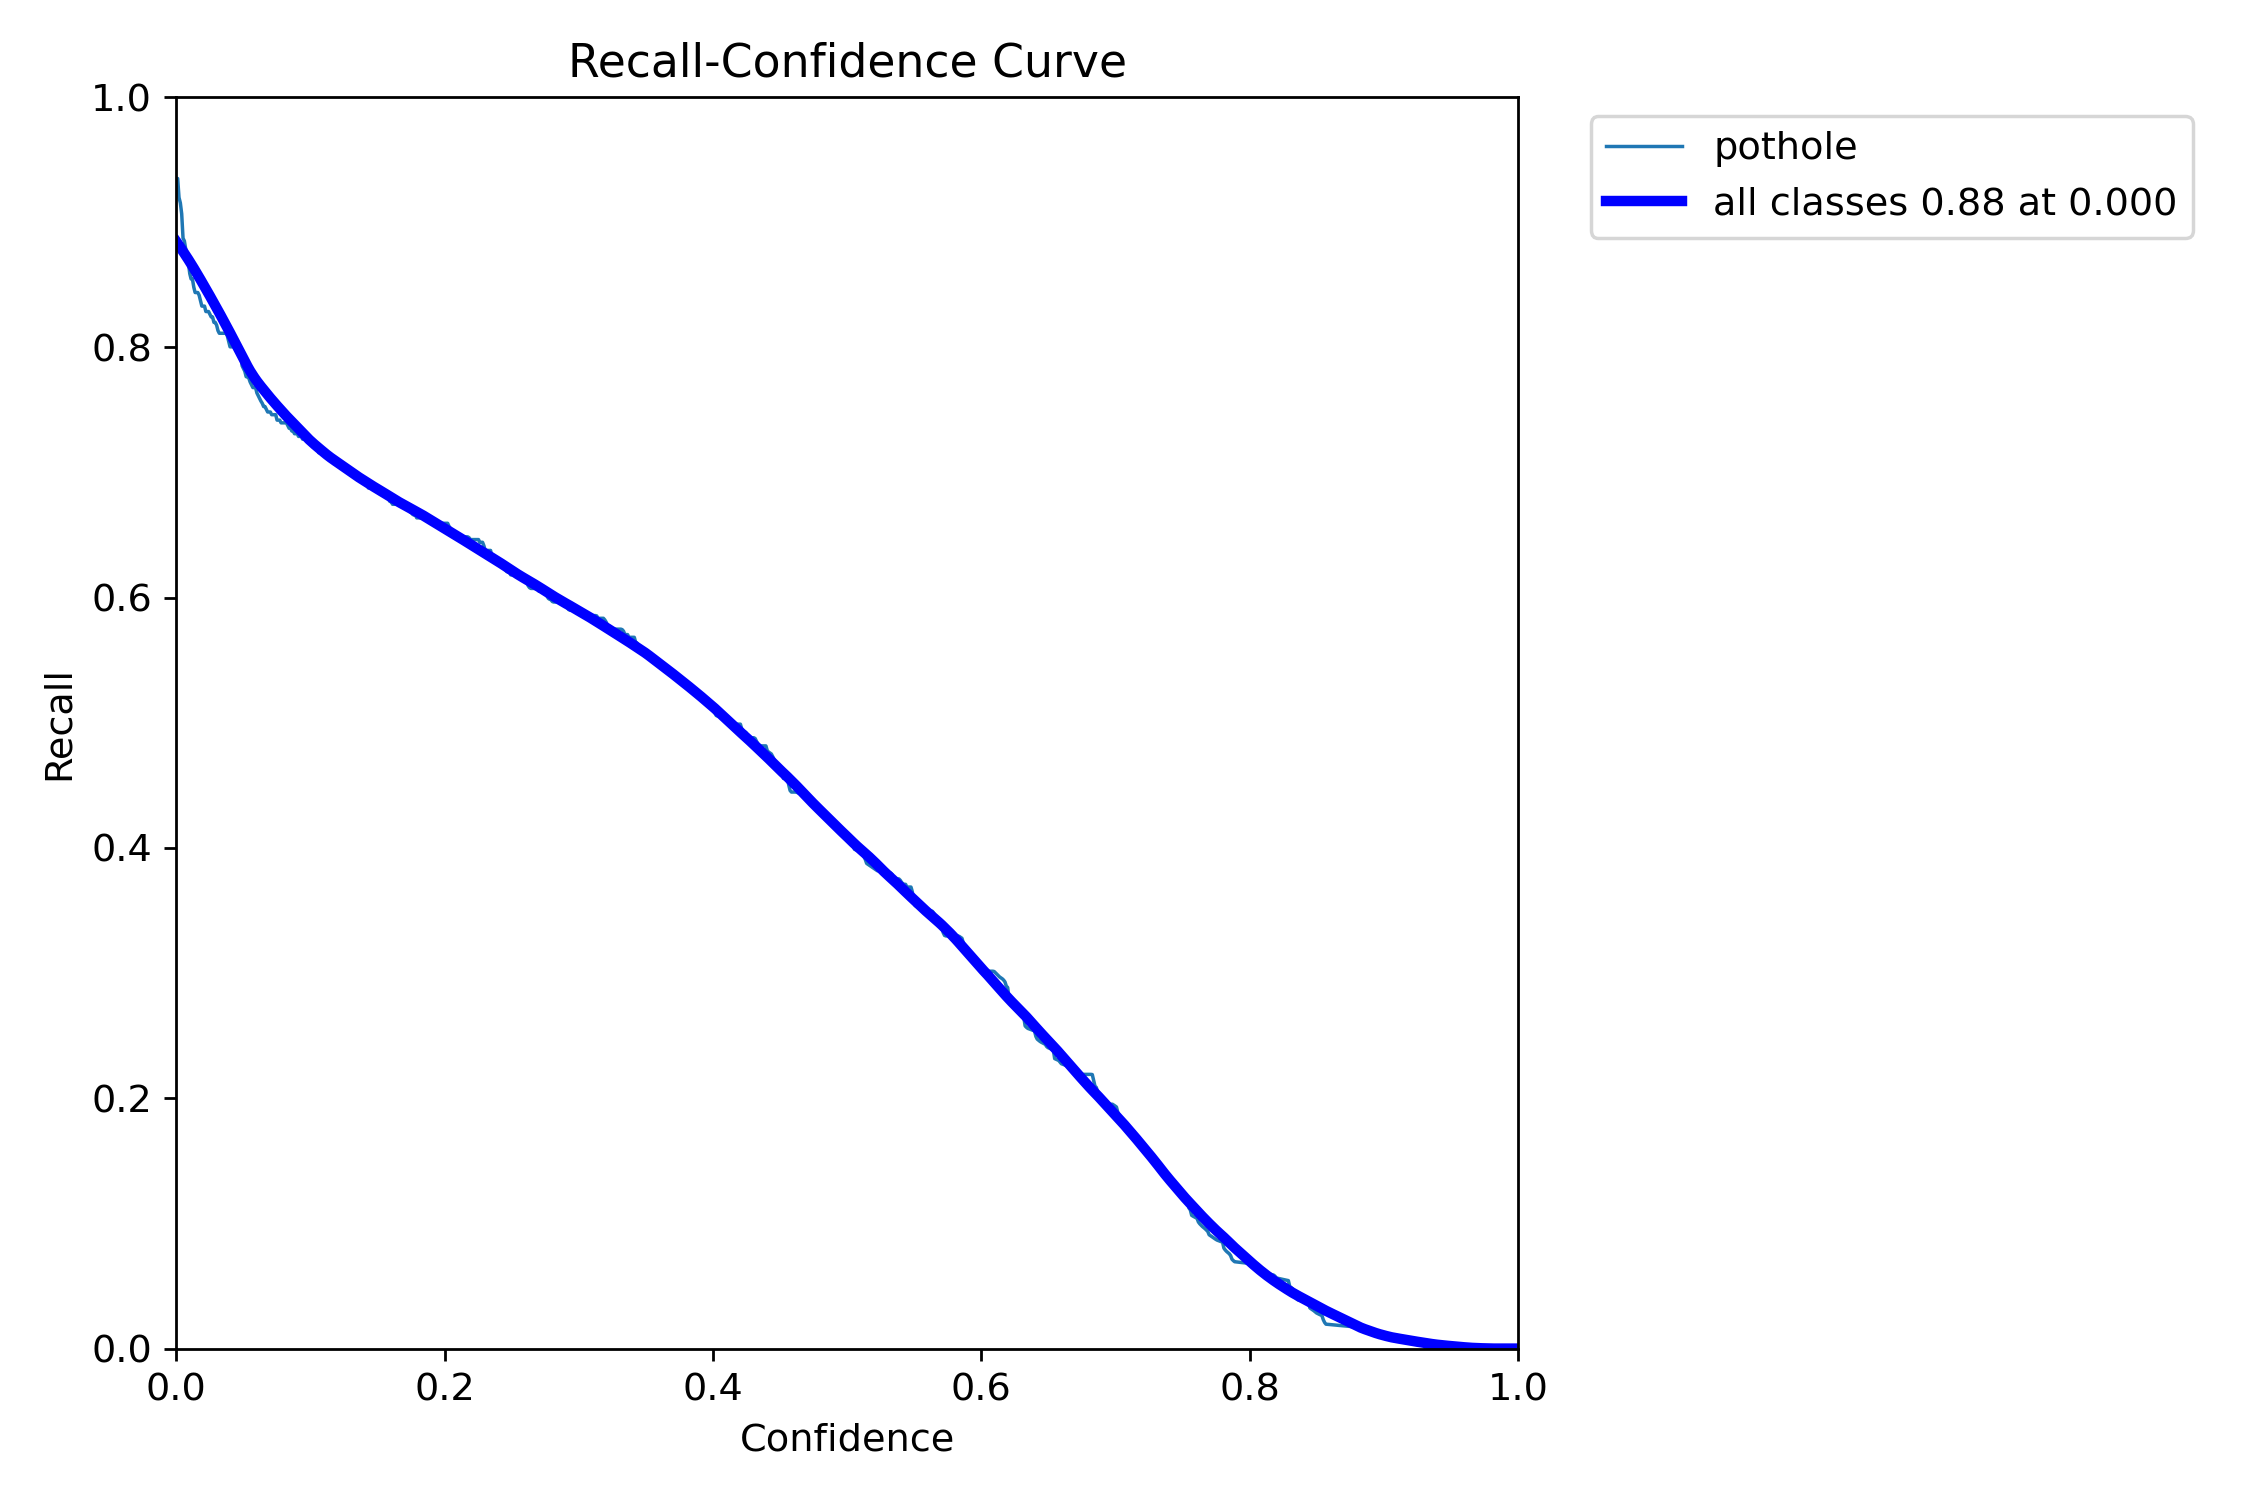 Recall-Confidence Curve
1.0
0.8
0.6
0.4
0.2
0.0
Recall
0.0 0.2 0.4 0.6 0.8 1.0
Confidence
pothole
all classes 0.88 at 0.000